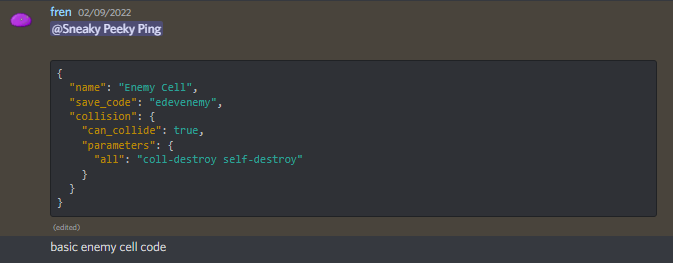 fren 02/09/2022
@Sneaky Peeky Ping
{
  "name": "Enemy Cell",
  "save_code": "edevenemy",
  "collision": {
    "can_collide": true,
    "parameters": {
      "all": "coll-destroy self-destroy"
    }
  }
}
(edited)
basic enemy cell code